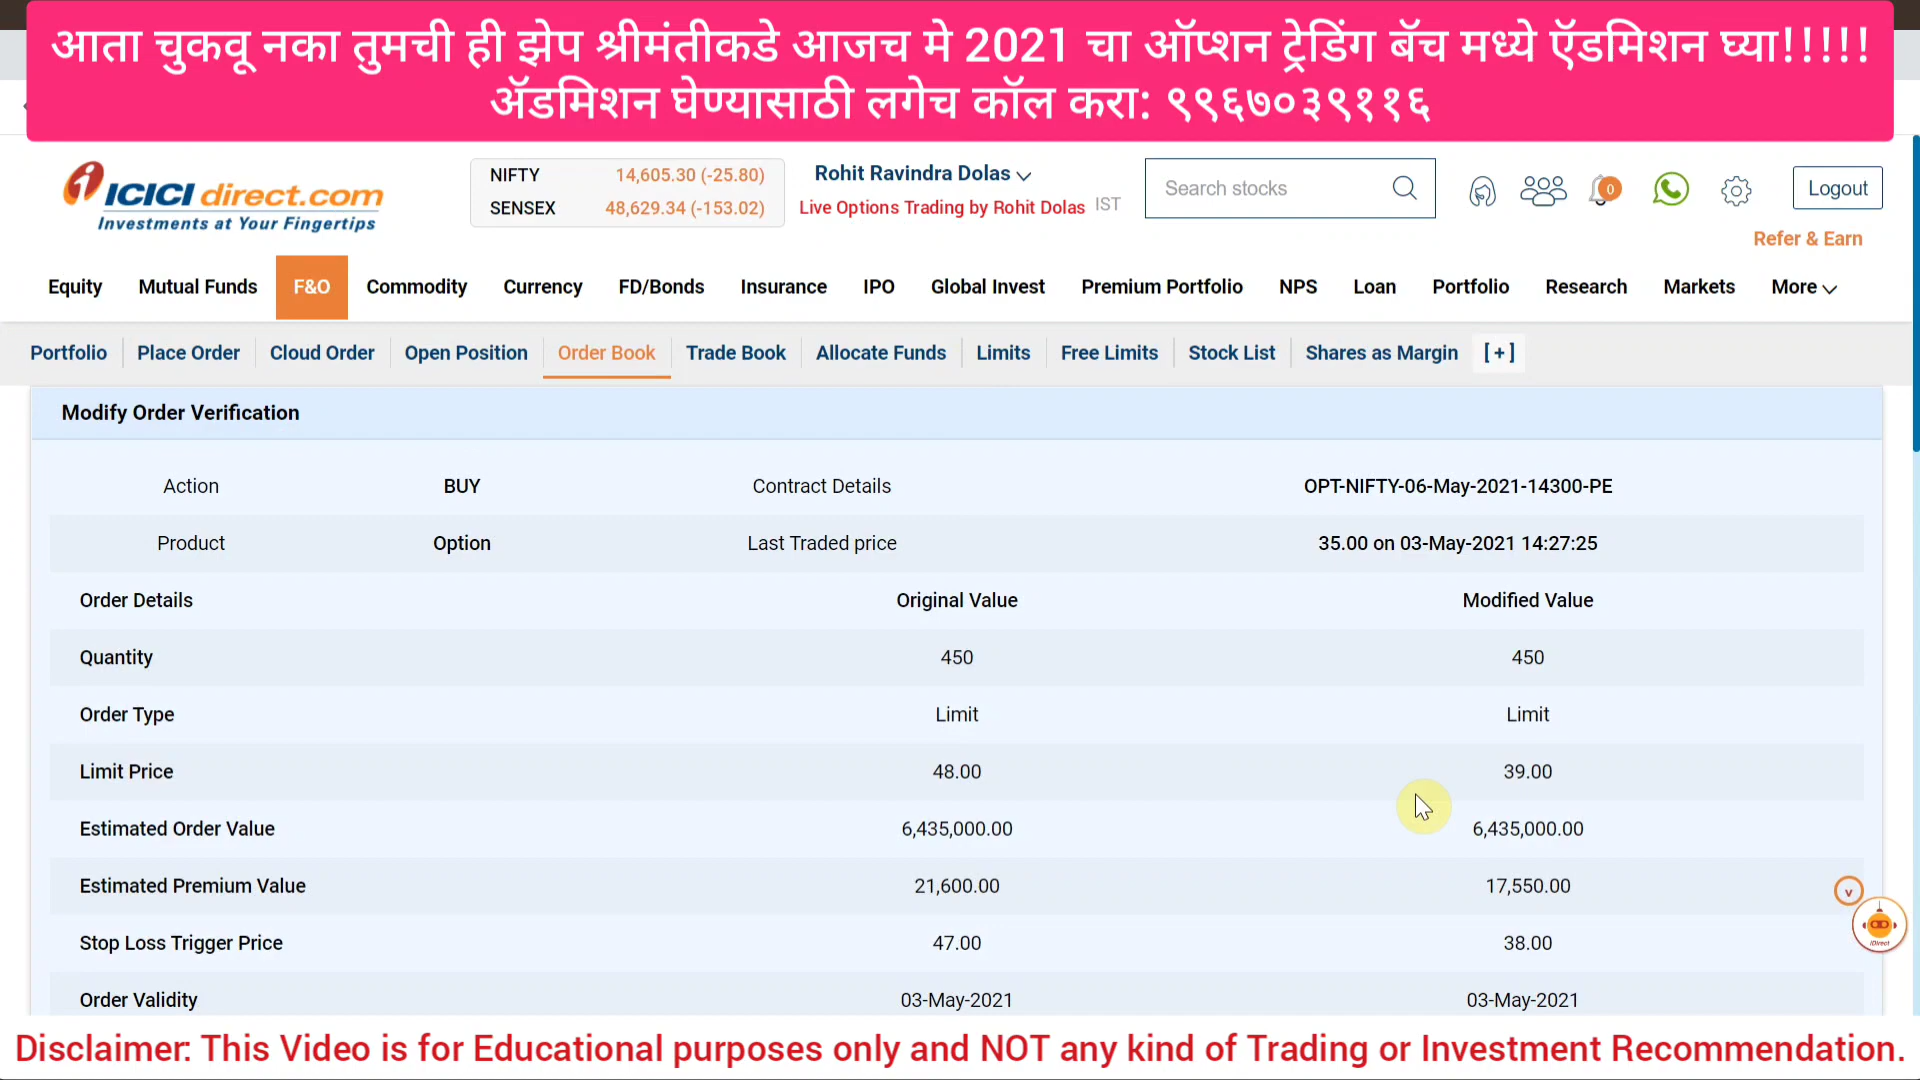 आता चुकवू नका तुमची ही झेप श्रीमंतीकडे आजच मे 2021 चा ऑप्शन ट्रेडिंग बॅच मध्ये ऍडमिशन घ्या!!!!!
ॲडमिशन घेण्यासाठी लगेच कॉल करा: ९९६७०३९११६
ICICI direct.com
Investments at Your Fingertips
NIFTY 14,605.30 (-25.80)
SENSEX 48,629.34 (-153.02)
Rohit Ravindra Dolas
Live Options Trading by Rohit Dolas IST
Search stocks
0
Logout
Refer & Earn
Equity Mutual Funds F&O Commodity Currency FD/Bonds Insurance IPO Global Invest Premium Portfolio NPS Loan Portfolio Research Markets More
Portfolio Place Order Cloud Order Open Position Order Book Trade Book Allocate Funds Limits Free Limits Stock List Shares as Margin [+]
Modify Order Verification
Action BUY Contract Details OPT-NIFTY-06-May-2021-14300-PE
Product Option Last Traded price 35.00 on 03-May-2021 14:27:25
Order Details Original Value Modified Value
Quantity 450 450
Order Type Limit Limit
Limit Price 48.00 39.00
Estimated Order Value 6,435,000.00 6,435,000.00
Estimated Premium Value 21,600.00 17,550.00
v
iDirect
Stop Loss Trigger Price 47.00 38.00
Order Validity 03-May-2021 03-May-2021
Disclaimer: This Video is for Educational purposes only and NOT any kind of Trading or Investment Recommendation.